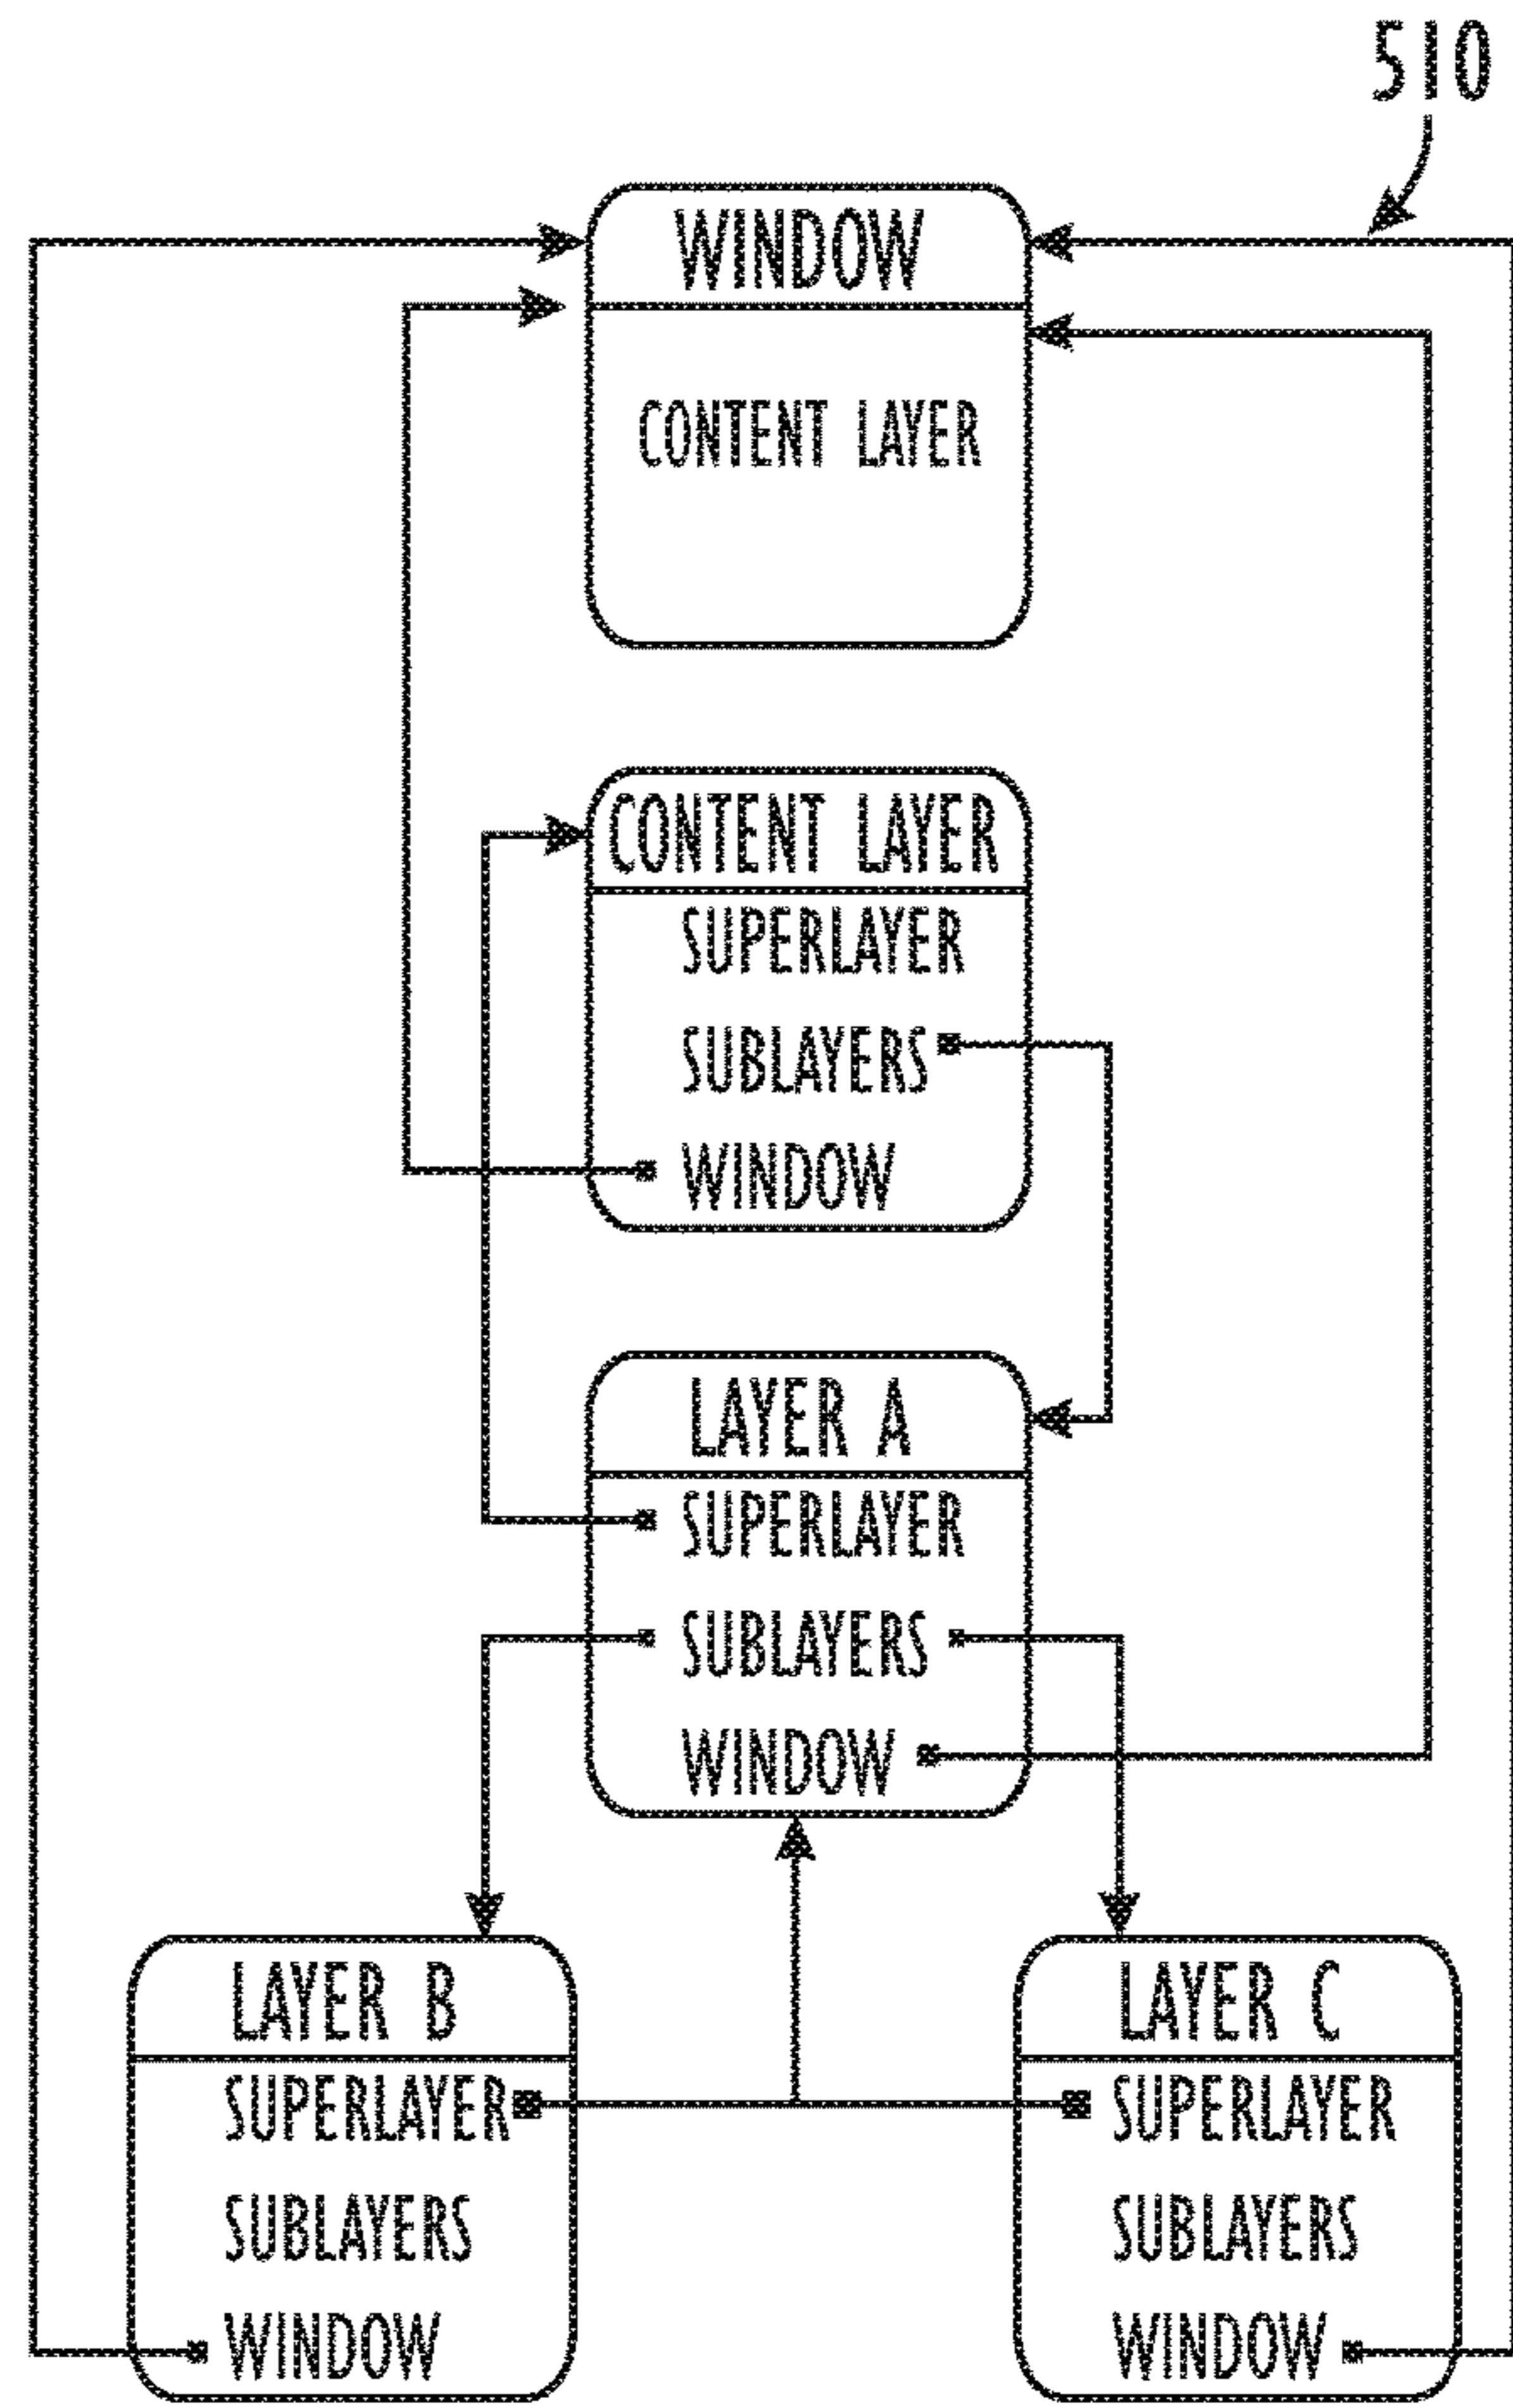 510
WINDOW
CONTENT LAYER
CONTENT LAYER
SUPERLAYER
SUBLAYERS
WINDOW
LAYER A
SUPERLAYER
SUBLAYERS
WINDOW
LAYER B
SUPERLAYER
SUBLAYERS
WINDOW
LAYER C
SUPERLAYER
SUBLAYERS
WINDOW